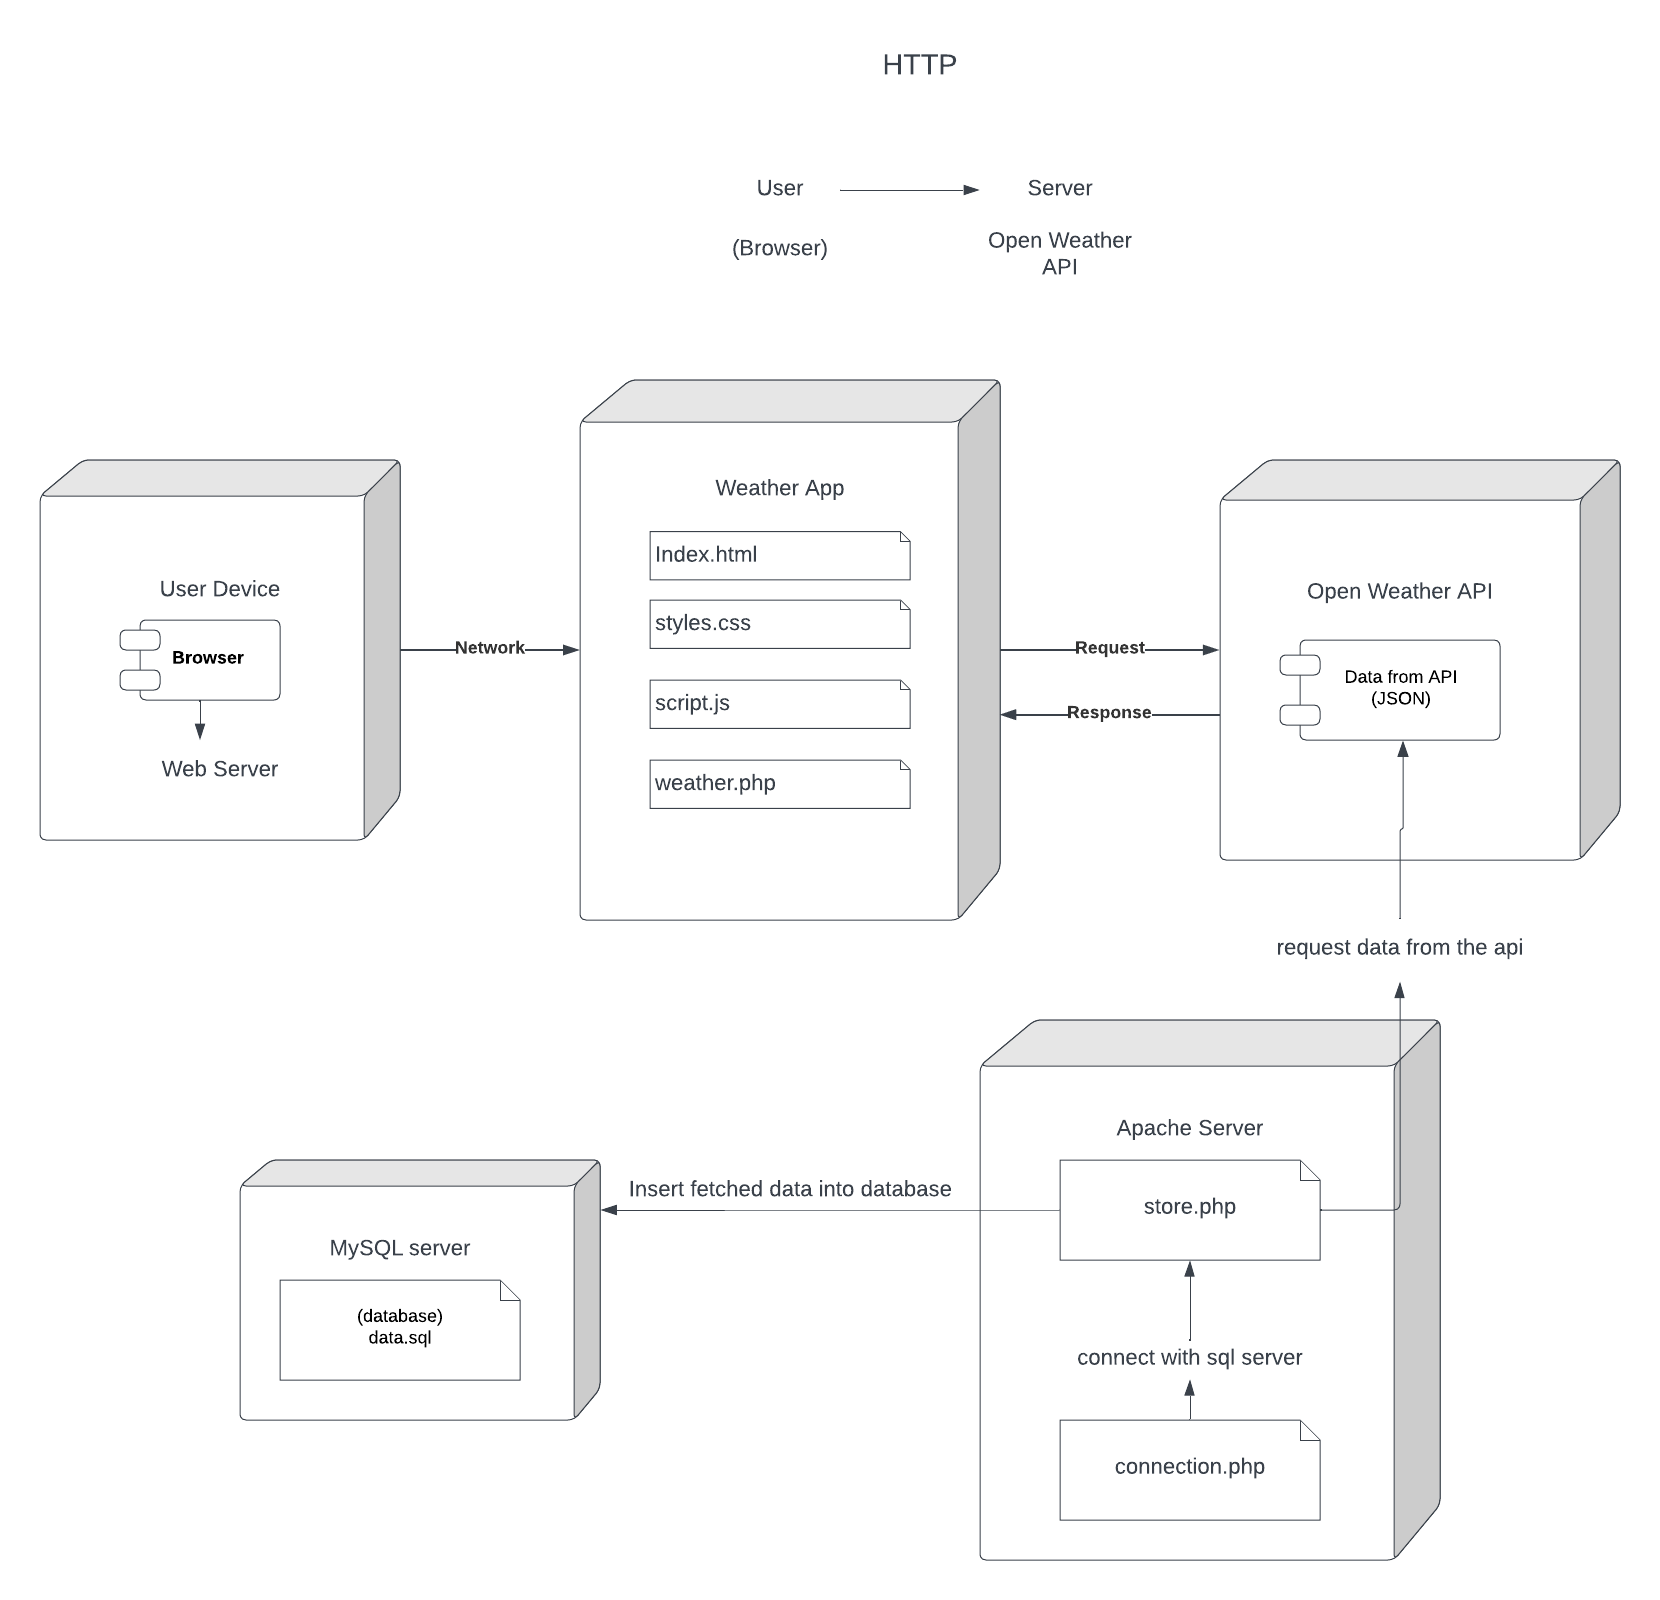 HTTP
User
Server
(Browser)
Open Weather
API
Weather App
Index.html
styles.css
script.js
weather.php
User Device
Browser
Web Server
Network
Request
Response
Open Weather API
Data from API
(JSON)
request data from the api
Apache Server
store.php
connect with sql server
connection.php
Insert fetched data into database
MySQL server
(database)
data.sql